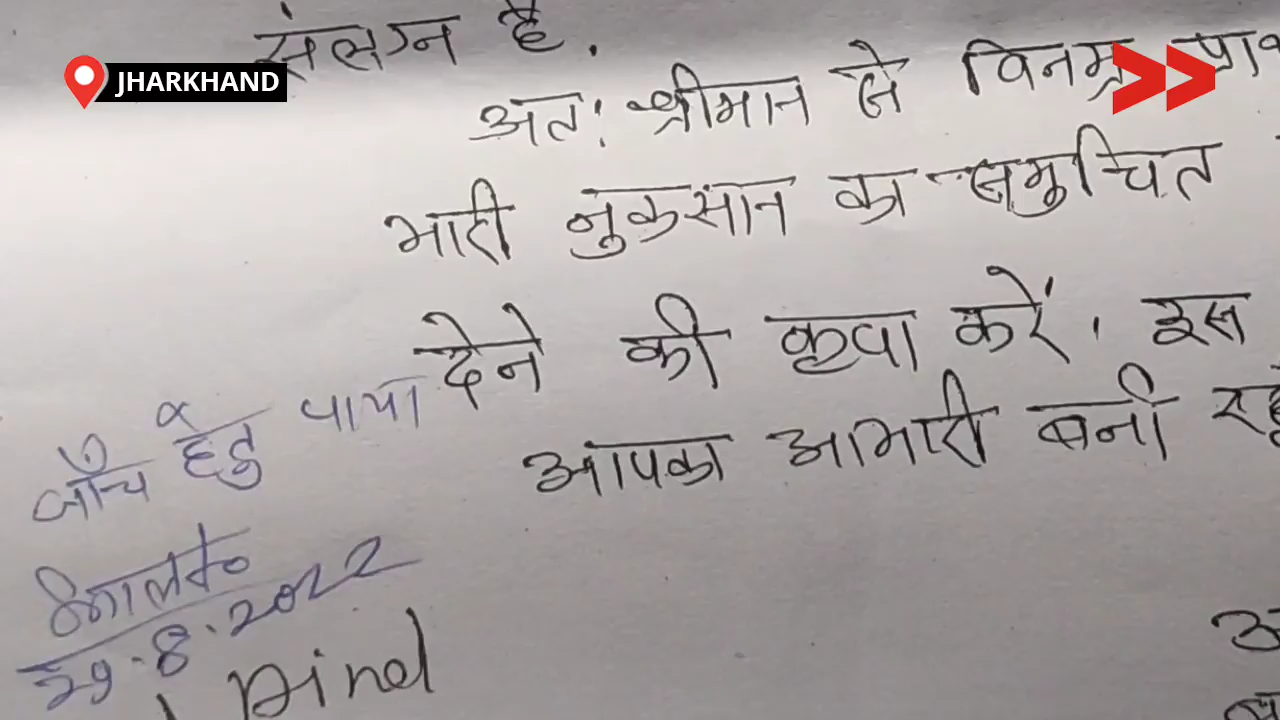 संलग्न है.
JHARKHAND
अतः श्रीमान से विनम्र
भारी नुकसान का समुचित
देने की कृपा करें. इस
आपका आभारी बनी
जाँच हेतु पाया
29.8.2022